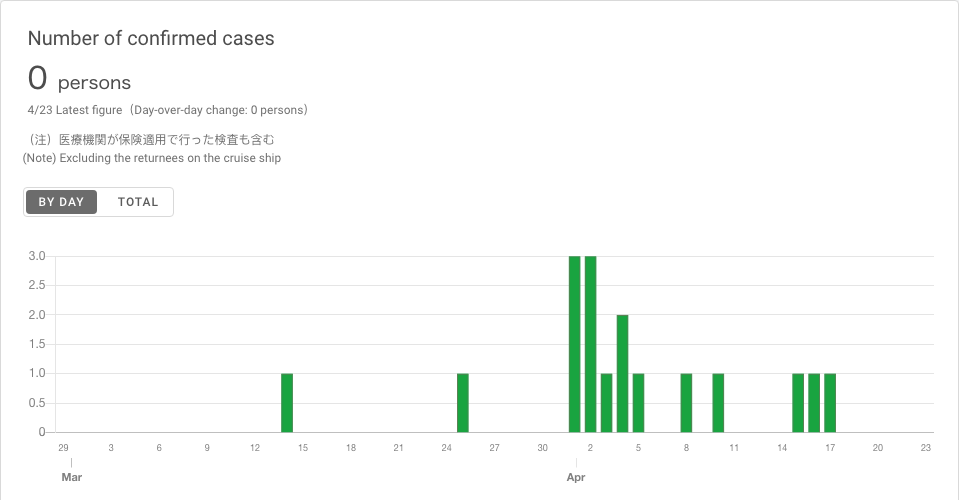 Number of confirmed cases
0 persons
4/23 Latest figure（Day-over-day change: 0 persons）
（注）医療機関が保険適用で行った検査も含む
(Note) Excluding the returnees on the cruise ship
BY DAY TOTAL
3.0
2.5
2.0
1.5
1.0
0.5
0
29 3 6 9 12 15 18 21 24 27 30 2 5 8 11 14 17 20 23
Mar Apr